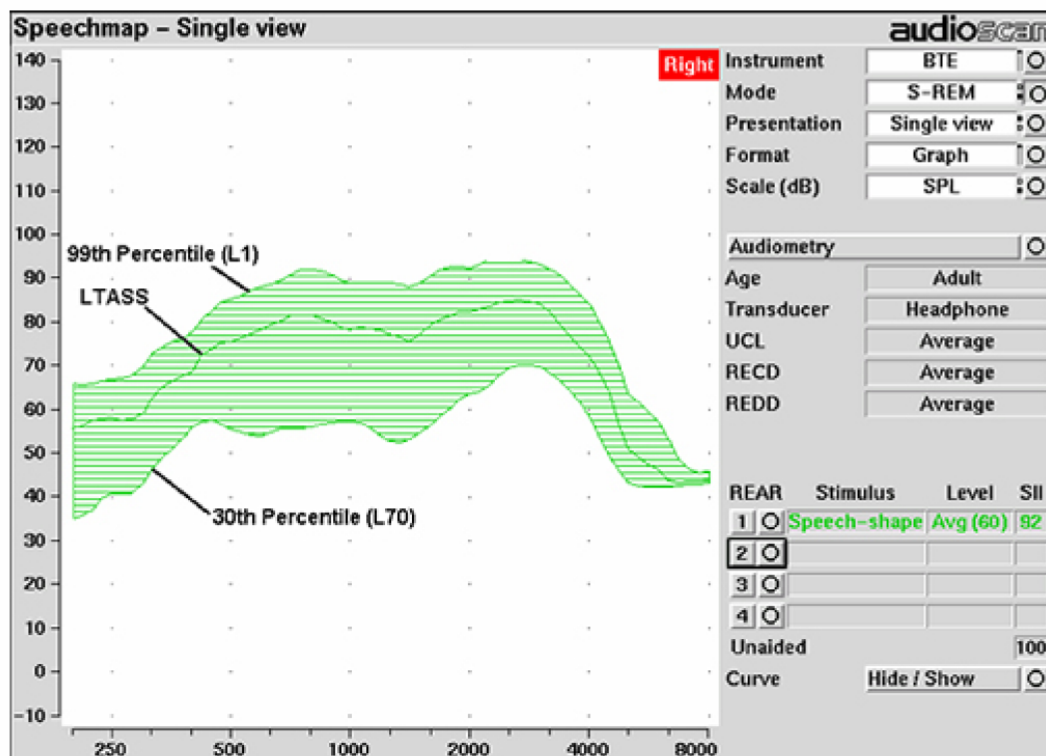 Speechmap – Single view
audioscan
140
130
120
110
100
90
80
70
60
50
40
30
20
10
0
-10
250 500 1000 2000 4000 8000
Right
99th Percentile (L1)
LTASS
30th Percentile (L70)
Instrument BTE
Mode S-REM
Presentation Single view
Format Graph
Scale (dB) SPL
Audiometry
Age Adult
Transducer Headphone
UCL Average
RECD Average
REDD Average
REAR Stimulus Level SII
1 Speech-shape Avg (60) 92
2
3
4
Unaided 100
Curve Hide / Show